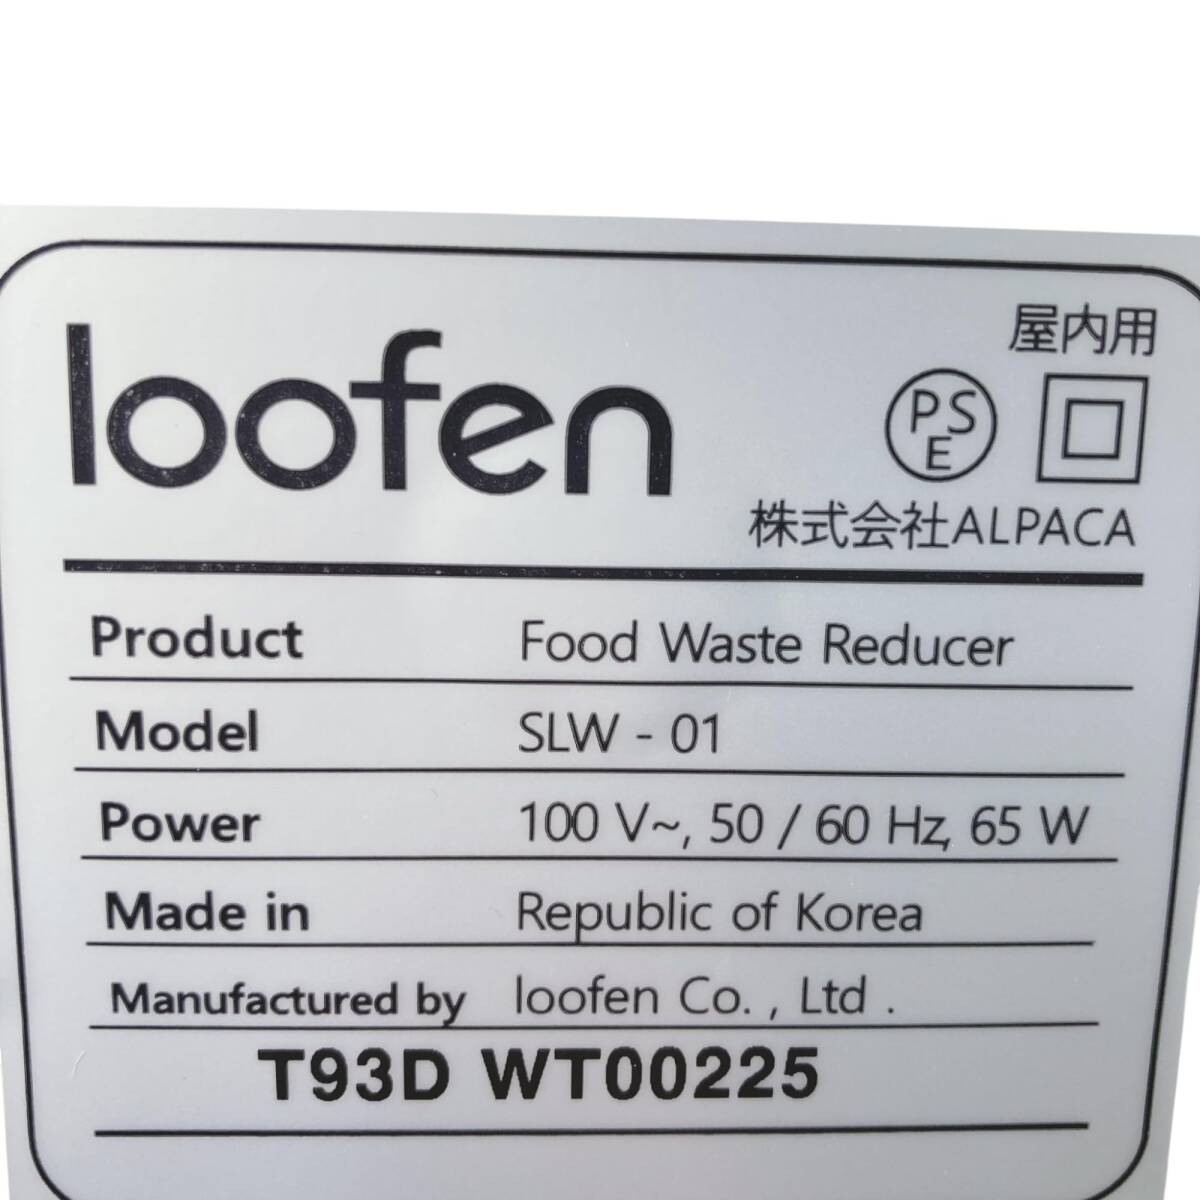 loofen
屋内用
PSE
株式会社ALPACA
Product Food Waste Reducer
Model SLW - 01
Power 100 V~, 50 / 60 Hz, 65 W
Made in Republic of Korea
Manufactured by loofen Co. , Ltd .
T93D WT00225